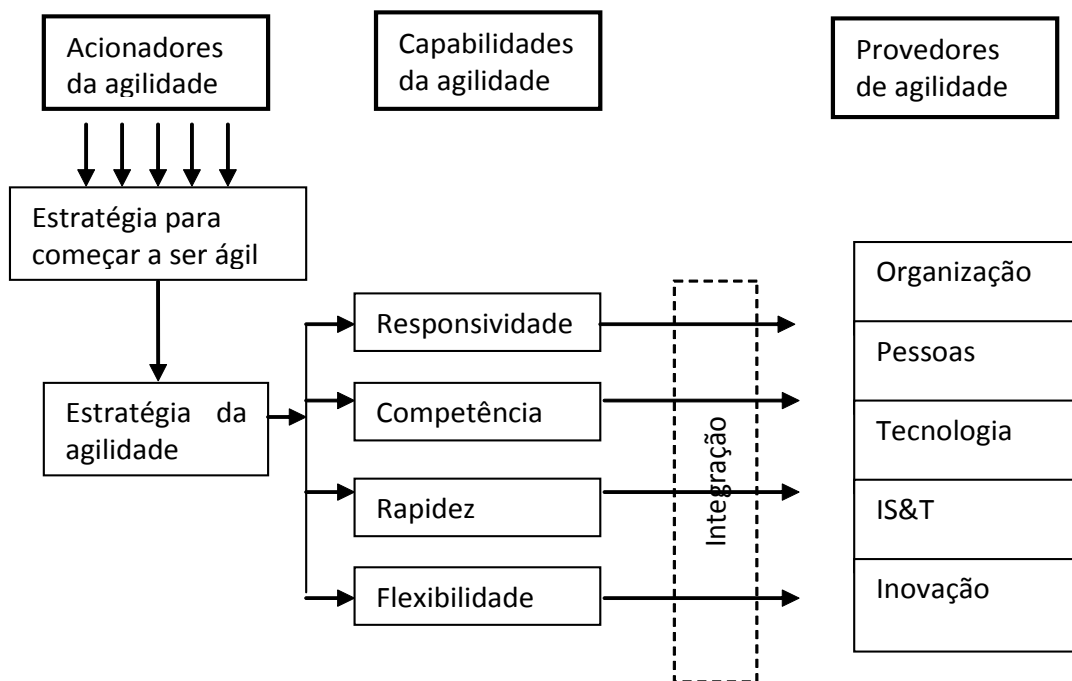 Acionadores
da agilidade
Capabilidades
da agilidade
Provedores
de agilidade
Estratégia para
começar a ser ágil
Estratégia da
agilidade
Responsividade
Competência
Rapidez
Flexibilidade
Integração
Organização
Pessoas
Tecnologia
IS&T
Inovação